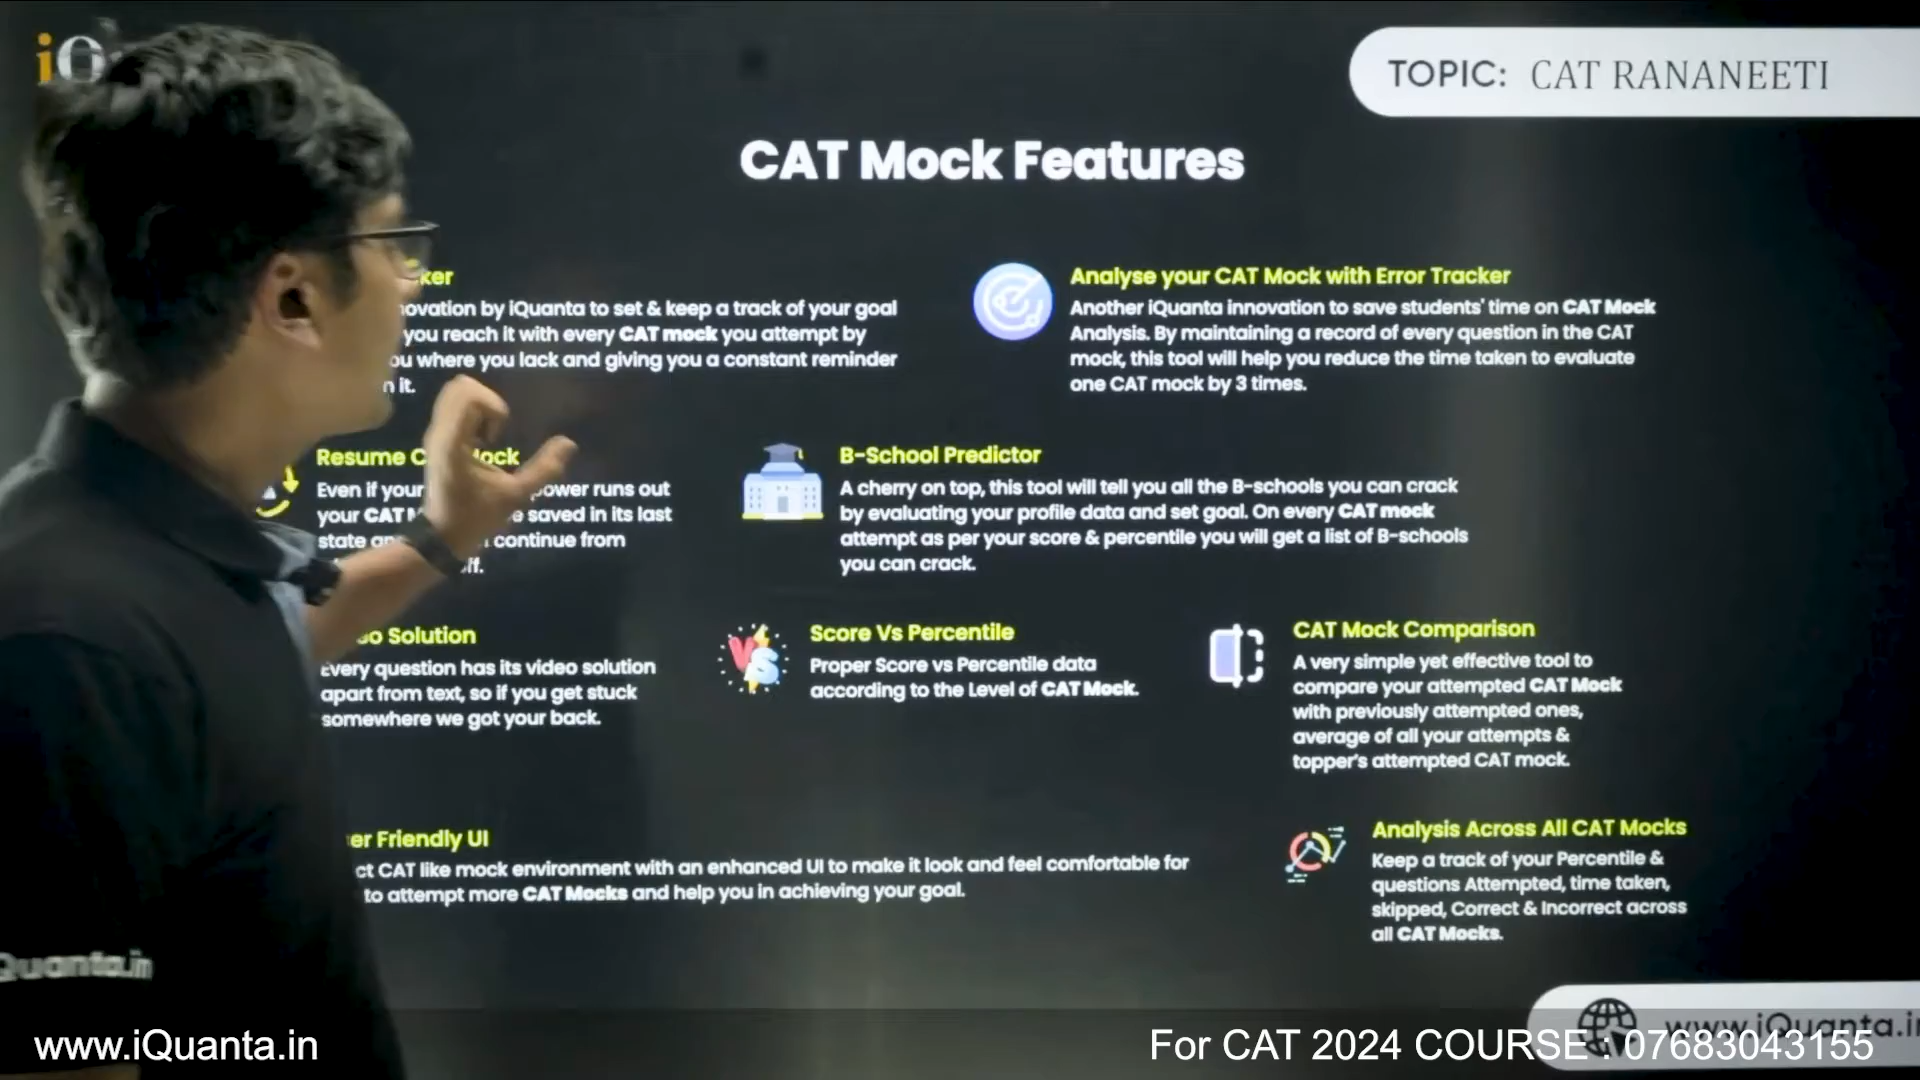 TOPIC: CAT RANANEETI
CAT Mock Features
by iQuanta to set & keep a track of your goal
you reach it with every CAT mock you attempt by
where you lack and giving you a constant reminder
it.
Analyse your CAT Mock with Error Tracker
Another iQuanta innovation to save students' time on CAT Mock
Analysis. By maintaining a record of every question in the CAT
mock, this tool will help you reduce the time taken to evaluate
one CAT mock by 3 times.
Resume
Even if your power runs out
your CAT saved in its last
state continue from
B-School Predictor
A cherry on top, this tool will tell you all the B-schools you can crack
by evaluating your profile data and set goal. On every CAT mock
attempt as per your score & percentile you will get a list of B-schools
you can crack.
Solution
Every question has its video solution
apart from text, so if you get stuck
somewhere we got your back.
Score Vs Percentile
Proper Score vs Percentile data
according to the Level of CAT Mock.
CAT Mock Comparison
A very simple yet effective tool to
compare your attempted CAT Mock
with previously attempted ones,
average of all your attempts &
topper's attempted CAT mock.
Friendly UI
CAT like mock environment with an enhanced UI to make it look and feel comfortable for
to attempt more CAT Mocks and help you in achieving your goal.
Analysis Across All CAT Mocks
Keep a track of your Percentile &
questions Attempted, time taken,
skipped, Correct & Incorrect across
all CAT Mocks.
www.iQuanta.in
www.iQuanta.in
For CAT 2024 COURSE : 07683043155